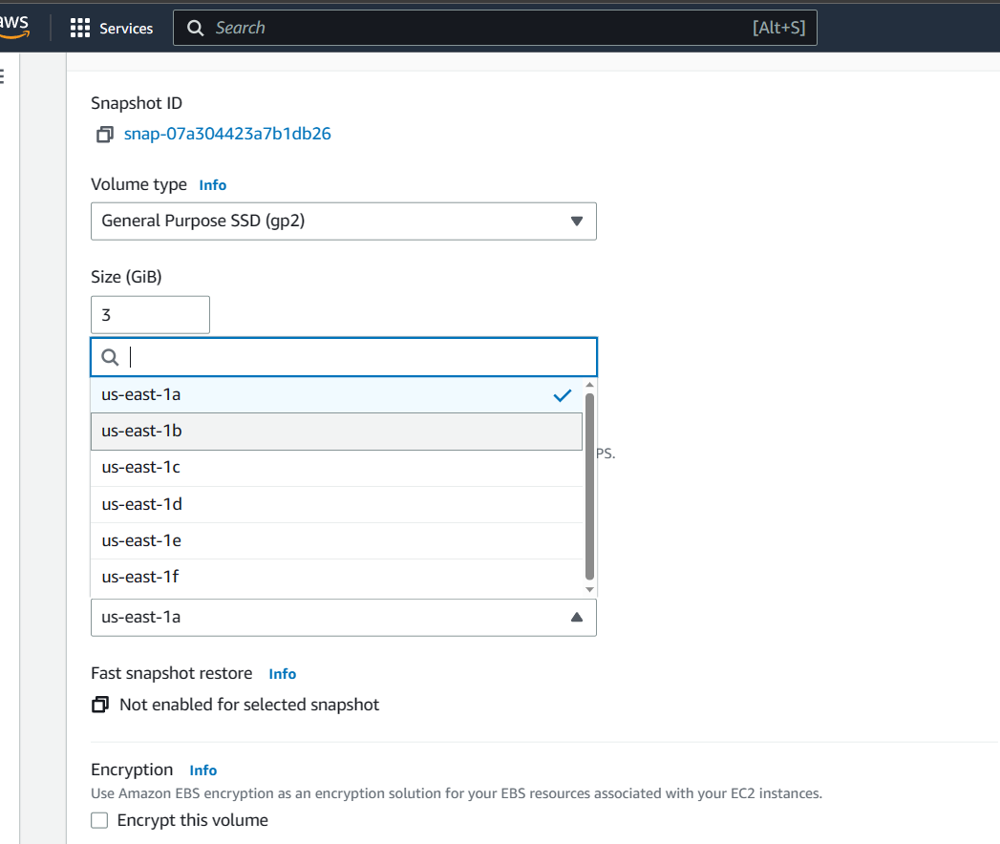 aws
Services
Search [Alt+S]
Snapshot ID
snap-07a304423a7b1db26
Volume type Info
General Purpose SSD (gp2)
Size (GiB)
3
us-east-1a
us-east-1b
PS.
us-east-1c
us-east-1d
us-east-1e
us-east-1f
us-east-1a
Fast snapshot restore Info
Not enabled for selected snapshot
Encryption Info
Use Amazon EBS encryption as an encryption solution for your EBS resources associated with your EC2 instances.
Encrypt this volume